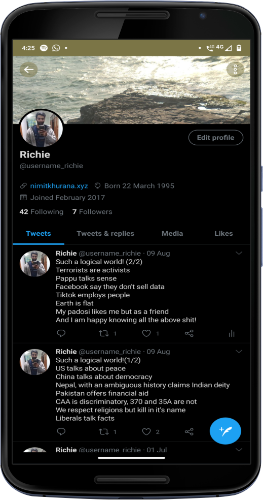 4:25
4G
Edit profile
Richie
@username_richie
nimitkhurana.xyz Born 22 March 1995
Joined February 2017
42 Following 7 Followers
Tweets Tweets & replies Media Likes
Richie @username_richie · 09 Aug
Such a logical world! (2/2)
Terrorists are activists
Pappu talks sense
Facebook say they don't sell data
Tiktok employs people
Earth is flat
My padosi likes me but as a friend
And I am happy knowing all the above shit!
1 1
Richie @username_richie · 09 Aug
Such a logical world!(1/2)
US talks about peace
China talks about democracy
Nepal, with an ambiguous history claims Indian deity
Pakistan offers financial aid
CAA is discriminatory, 370 and 35A are not
We respect religions but kill in it's name
Liberals talk facts
1 2
Richie @username_richie · 01 Jul